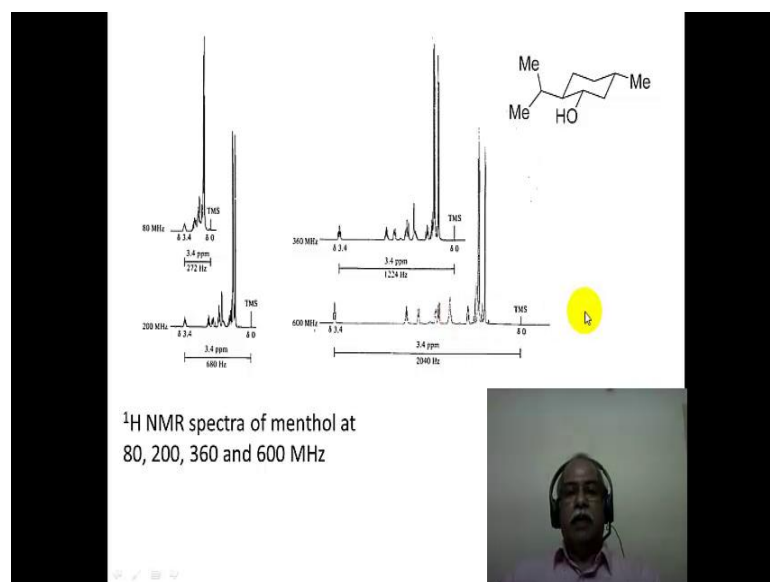 Me
Me
HO
Me
80 MHz
TMS
δ 3.4
δ 0
3.4 ppm
272 Hz
200 MHz
TMS
δ 3.4
δ 0
3.4 ppm
680 Hz
360 MHz
TMS
δ 3.4
δ 0
3.4 ppm
1224 Hz
600 MHz
TMS
δ 3.4
δ 0
3.4 ppm
2040 Hz
¹H NMR spectra of menthol at
80, 200, 360 and 600 MHz